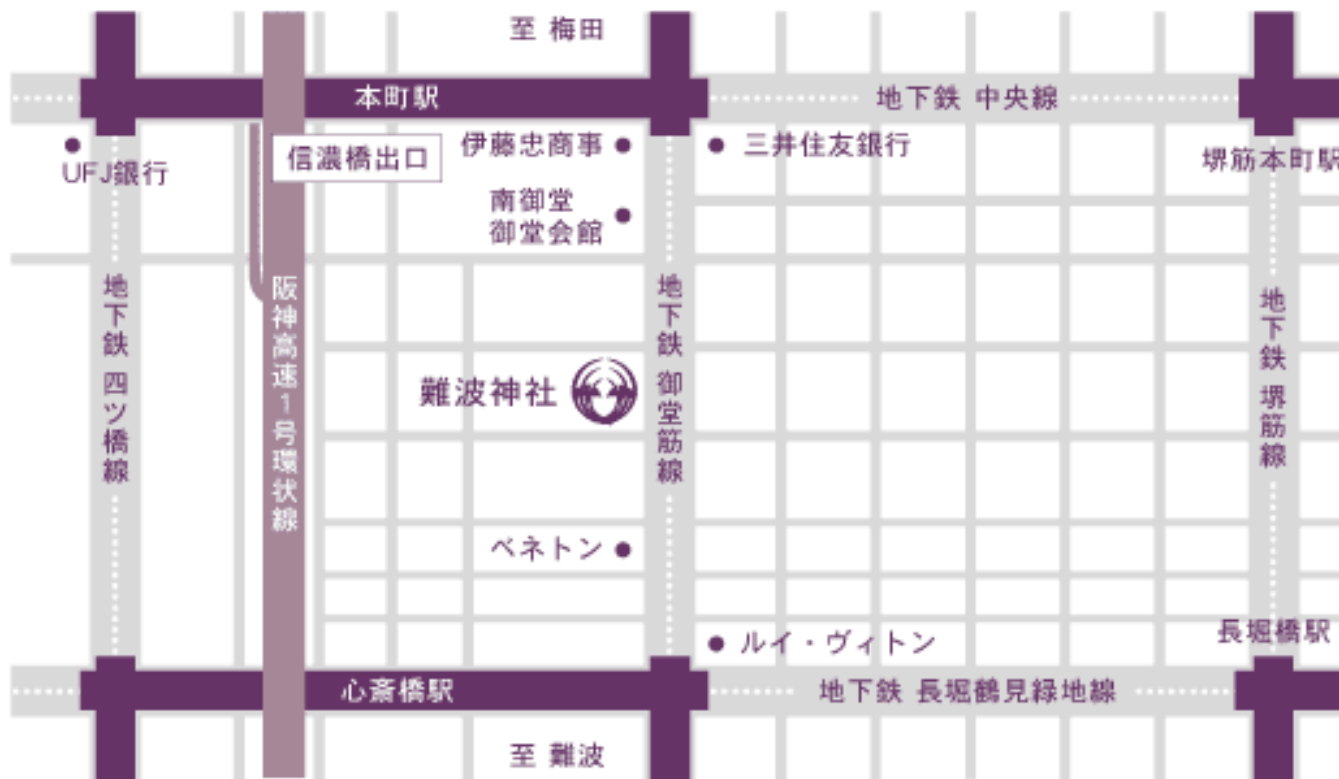 至 梅田
本町駅
地下鉄 中央線
UFJ銀行
信濃橋出口
伊藤忠商事
三井住友銀行
堺筋本町駅
南御堂
御堂会館
地下鉄 四ツ橋線
阪神高速1号環状線
難波神社
地下鉄 御堂筋線
地下鉄 堺筋線
ベネトン
ルイ・ヴィトン
長堀橋駅
心斎橋駅
地下鉄 長堀鶴見緑地線
至 難波